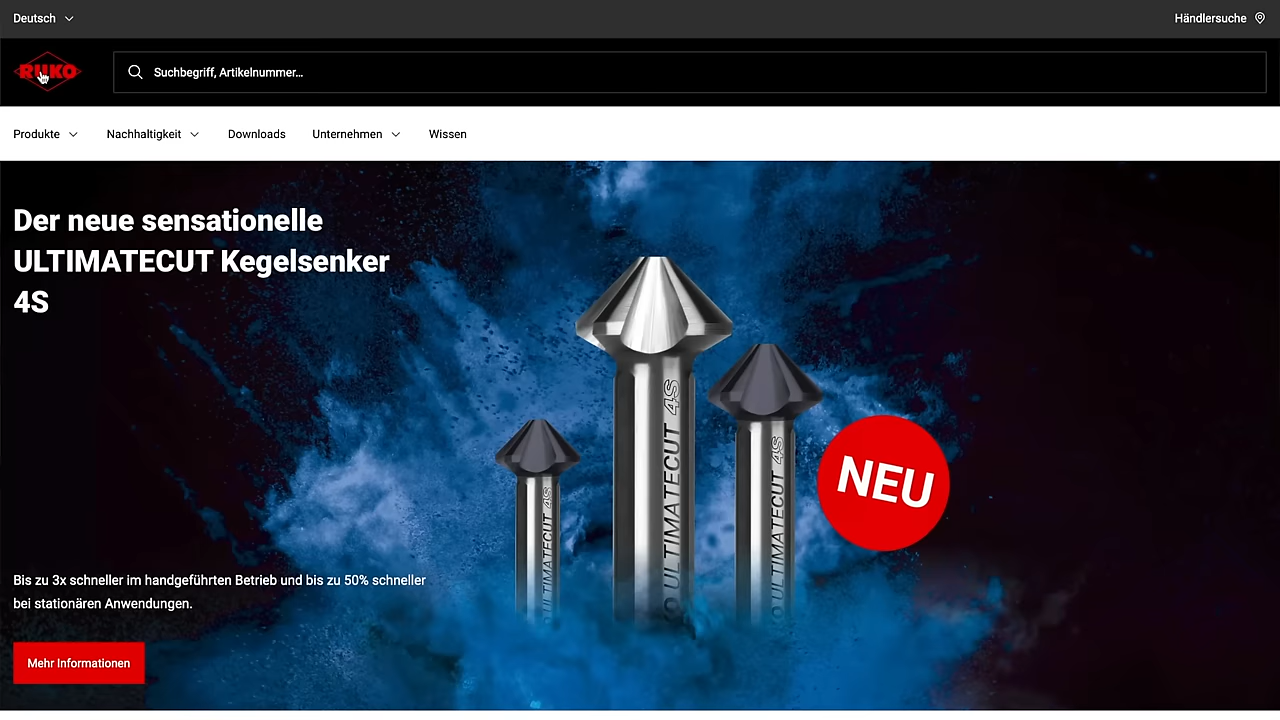 Deutsch
Händlersuche
RUKO
Suchbegriff, Artikelnummer...
Produkte
Nachhaltigkeit
Downloads
Unternehmen
Wissen
Der neue sensationelle
ULTIMATECUT Kegelsenker
4S
ULTIMATECUT 4S
ULTIMATECUT 4S
ULTIMATECUT 4S
NEU
Bis zu 3x schneller im handgeführten Betrieb und bis zu 50% schneller
bei stationären Anwendungen.
Mehr Informationen